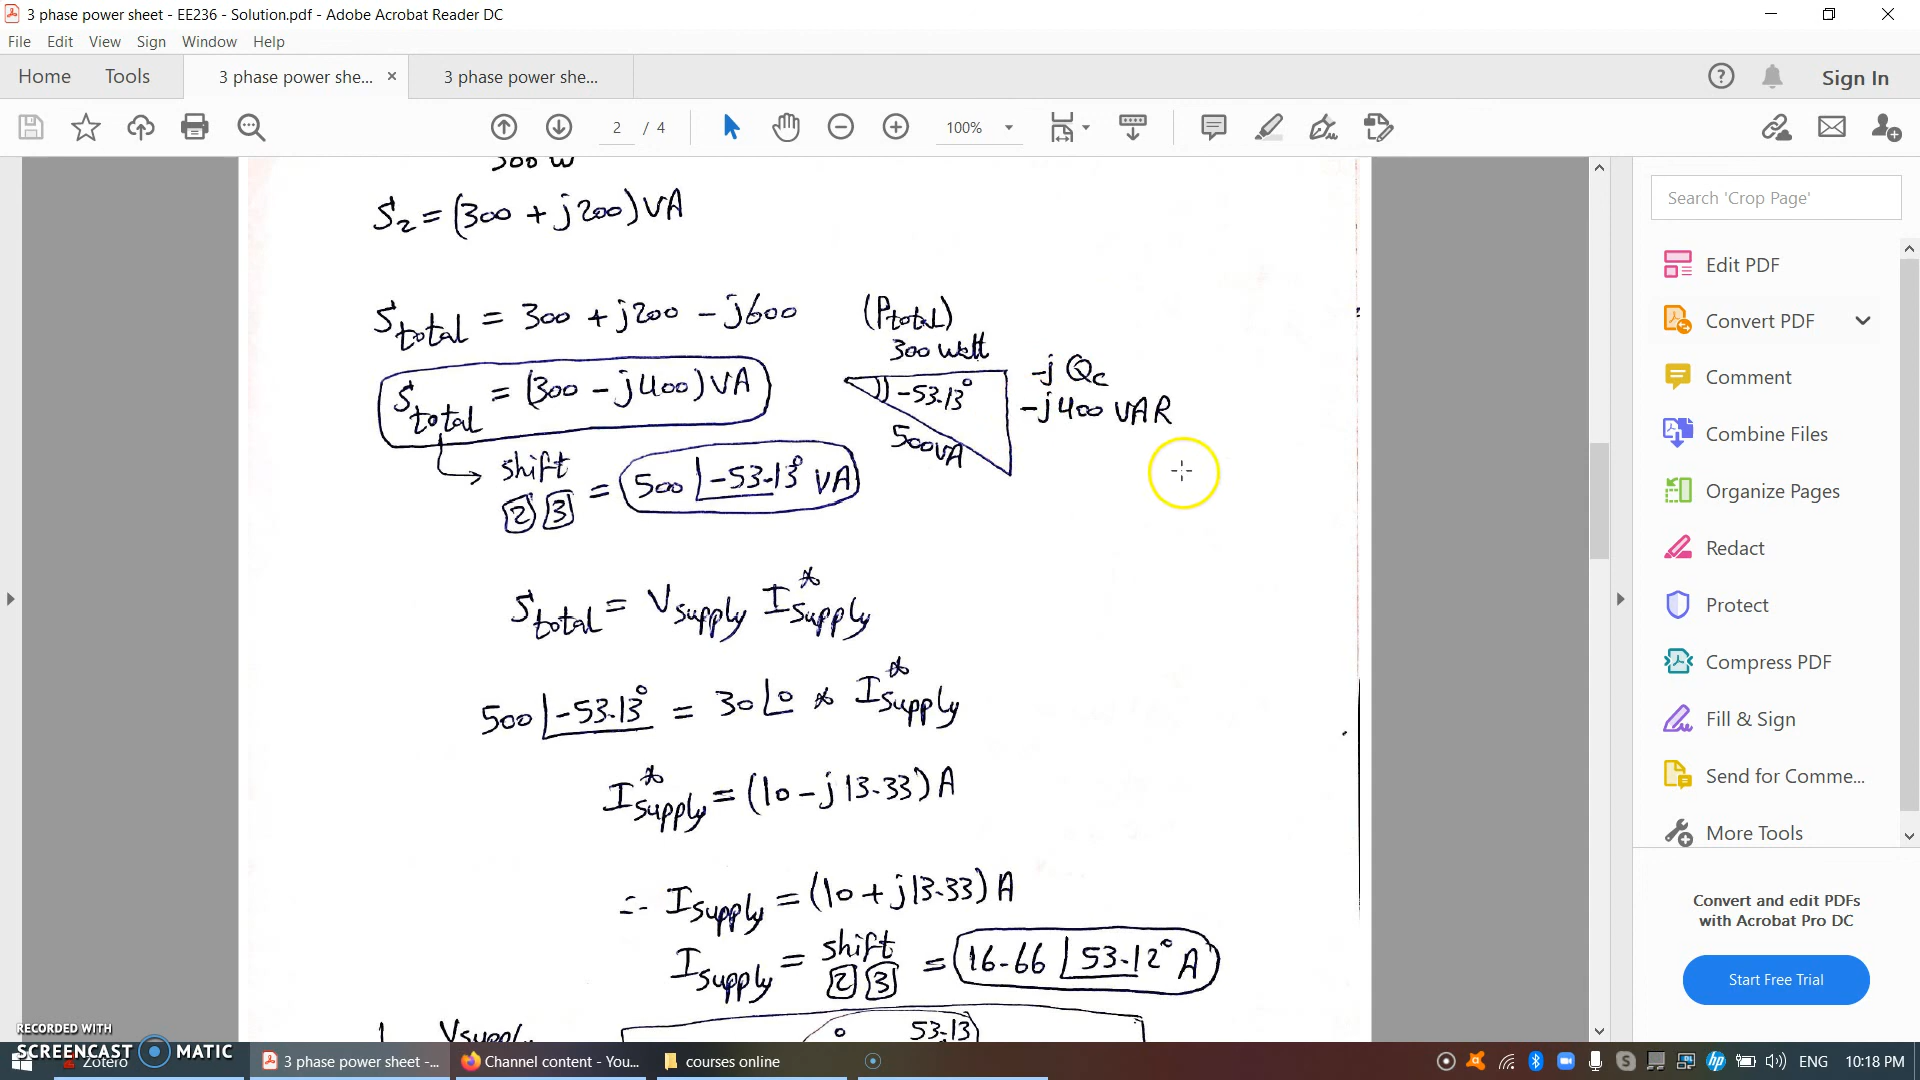 3 phase power sheet - EE236 - Solution.pdf - Adobe Acrobat Reader DC
File Edit View Sign Window Help
Home Tools 3 phase power she... × 3 phase power she... Sign In
2 / 4 100%
300 W
S2 = (300 + j200) VA
Stotal = 300 + j200 - j600
(Ptotal)
300 watt
Stotal = (300 - j400) VA
-53.13°
500VA
-j Qc
-j400 VAR
shift
2 3 = 500 ∠-53.13° VA
Stotal = Vsupply I*supply
500 ∠-53.13° = 30∠0 * I*supply
I*supply = (10 - j13.33) A
∴ Isupply = (10 + j13.33) A
Isupply = shift 2 3 = 16.66 ∠53.12° A
Vsupply
0 53.13
Search 'Crop Page'
Edit PDF
Convert PDF
Comment
Combine Files
Organize Pages
Redact
Protect
Compress PDF
Fill & Sign
Send for Comme...
More Tools
Convert and edit PDFs
with Acrobat Pro DC
Start Free Trial
RECORDED WITH
SCREENCAST MATIC
Zotero
3 phase power sheet -...
Channel content - You...
courses online
ENG 10:18 PM